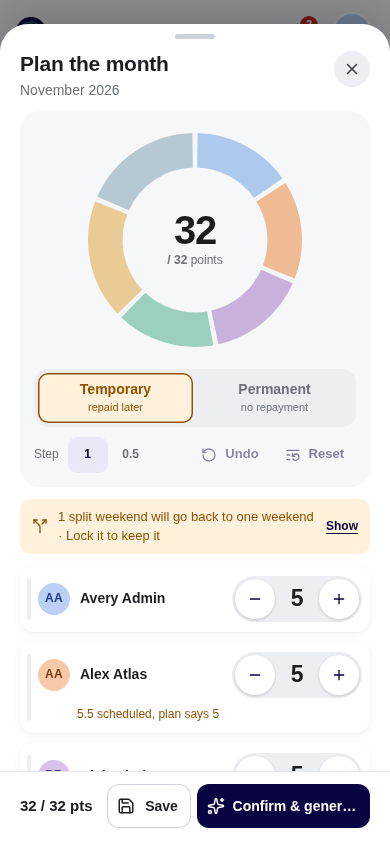 2
Plan the month
November 2026
32
/ 32 points
Temporary
repaid later
Permanent
no repayment
Step
1
0.5
Undo
Reset
1 split weekend will go back to one weekend
· Lock it to keep it
Show
AA
Avery Admin
5
AA
Alex Atlas
5
5.5 scheduled, plan says 5
5
32 / 32 pts
Save
Confirm & gener…